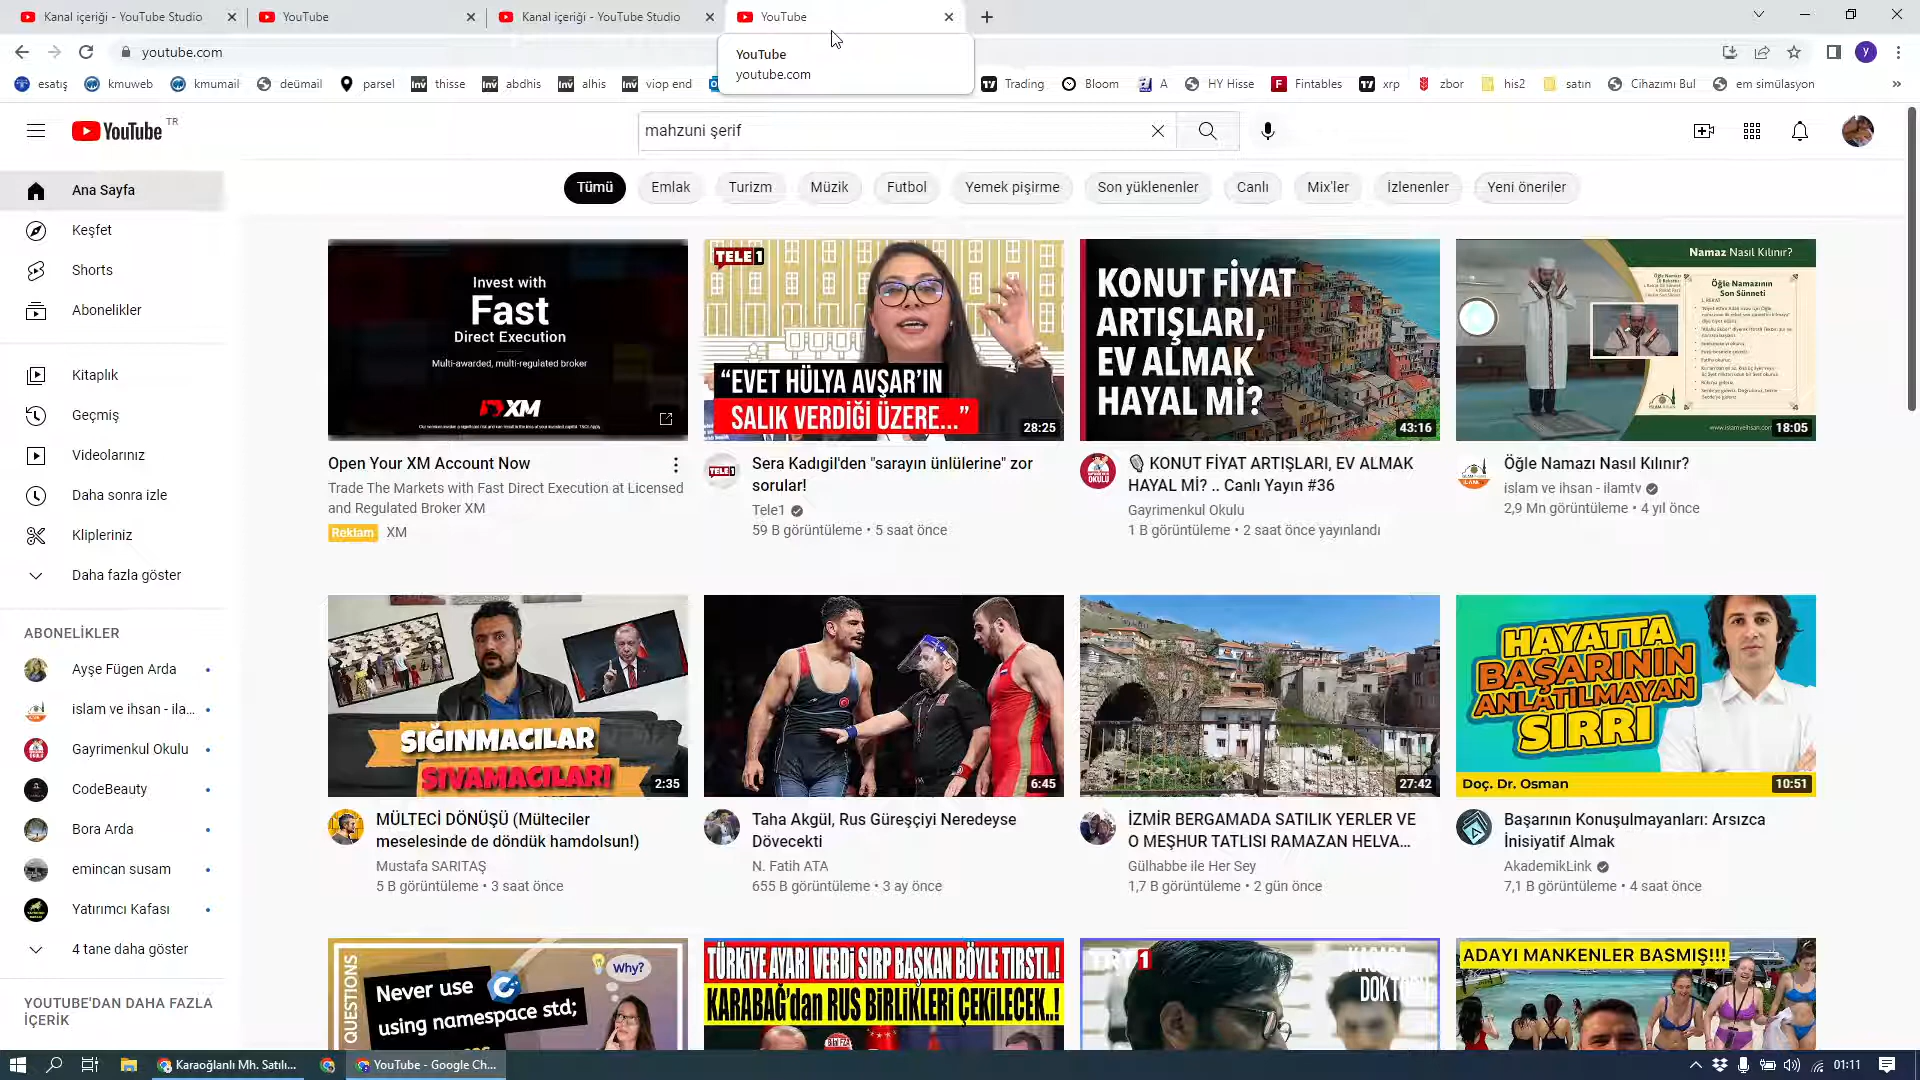 Kanal içeriği - YouTube Studio
YouTube
Kanal içeriği - YouTube Studio
YouTube
youtube.com
YouTube
youtube.com
esatış
kmuweb
kmumail
deümail
parsel
thisse
abdhis
alhis
viop end
Trading
Bloom
A
HY Hisse
Fintables
xrp
zbor
his2
satın
Cihazımı Bul
em simülasyon
YouTube TR
mahzuni şerif
Ana Sayfa
Keşfet
Shorts
Abonelikler
Kitaplık
Geçmiş
Videolarınız
Daha sonra izle
Klipleriniz
Daha fazla göster
ABONELİKLER
Ayşe Fügen Arda
islam ve ihsan - ila...
Gayrimenkul Okulu
CodeBeauty
Bora Arda
emincan susam
Yatırımcı Kafası
4 tane daha göster
YOUTUBE'DAN DAHA FAZLA
İÇERİK
Tümü
Emlak
Turizm
Müzik
Futbol
Yemek pişirme
Son yüklenenler
Canlı
Mix'ler
İzlenenler
Yeni öneriler
Invest with
Fast
Direct Execution
Multi-awarded, multi-regulated broker
XM
Open Your XM Account Now
Trade The Markets with Fast Direct Execution at Licensed
and Regulated Broker XM
Reklam XM
TELE1
“EVET HÜLYA AVŞAR’IN
SALIK VERDİĞİ ÜZERE...”
28:25
TELE1
Sera Kadıgil'den "sarayın ünlülerine" zor
sorular!
Tele1
59 B görüntüleme • 5 saat önce
KONUT FİYAT
ARTIŞLARI,
EV ALMAK
HAYAL Mİ?
43:16
KONUT FİYAT ARTIŞLARI, EV ALMAK
HAYAL Mİ? .. Canlı Yayın #36
Gayrimenkul Okulu
1 B görüntüleme • 2 saat önce yayınlandı
Namaz Nasıl Kılınır?
Öğle Namazının
Son Sünneti
18:05
Öğle Namazı Nasıl Kılınır?
islam ve ihsan - ilamtv
2,9 Mn görüntüleme • 4 yıl önce
SIĞINMACILAR
SIVAMACILAR!
2:35
MÜLTECİ DÖNÜŞÜ (Mülteciler
meselesinde de döndük hamdolsun!)
Mustafa SARITAŞ
5 B görüntüleme • 3 saat önce
6:45
Taha Akgül, Rus Güreşçiyi Neredeyse
Dövecekti
N. Fatih ATA
655 B görüntüleme • 3 ay önce
27:42
İZMİR BERGAMADA SATILIK YERLER VE
O MEŞHUR TATLISI RAMAZAN HELVA...
Gülhabbe ile Her Sey
1,7 B görüntüleme • 2 gün önce
HAYATTA
BAŞARININ
ANLATILMAYAN
SIRRI
Doç. Dr. Osman
10:51
Başarının Konuşulmayanları: Arsızca
İnisiyatif Almak
AkademikLink
7,1 B görüntüleme • 4 saat önce
QUESTIONS
Never use
using namespace std;
Why?
TÜRKİYE AYARI VERDİ SIRP BAŞKAN BÖYLE TIRSTI..!
KARABAĞ’dan RUS BİRLİKLERİ ÇEKİLECEK..!
TRT 1
KASABA
DOKTORU
ADAYI MANKENLER BASMIŞ!!!
Karaoğlanlı Mh. Satılı...
YouTube - Google Ch...
01:11